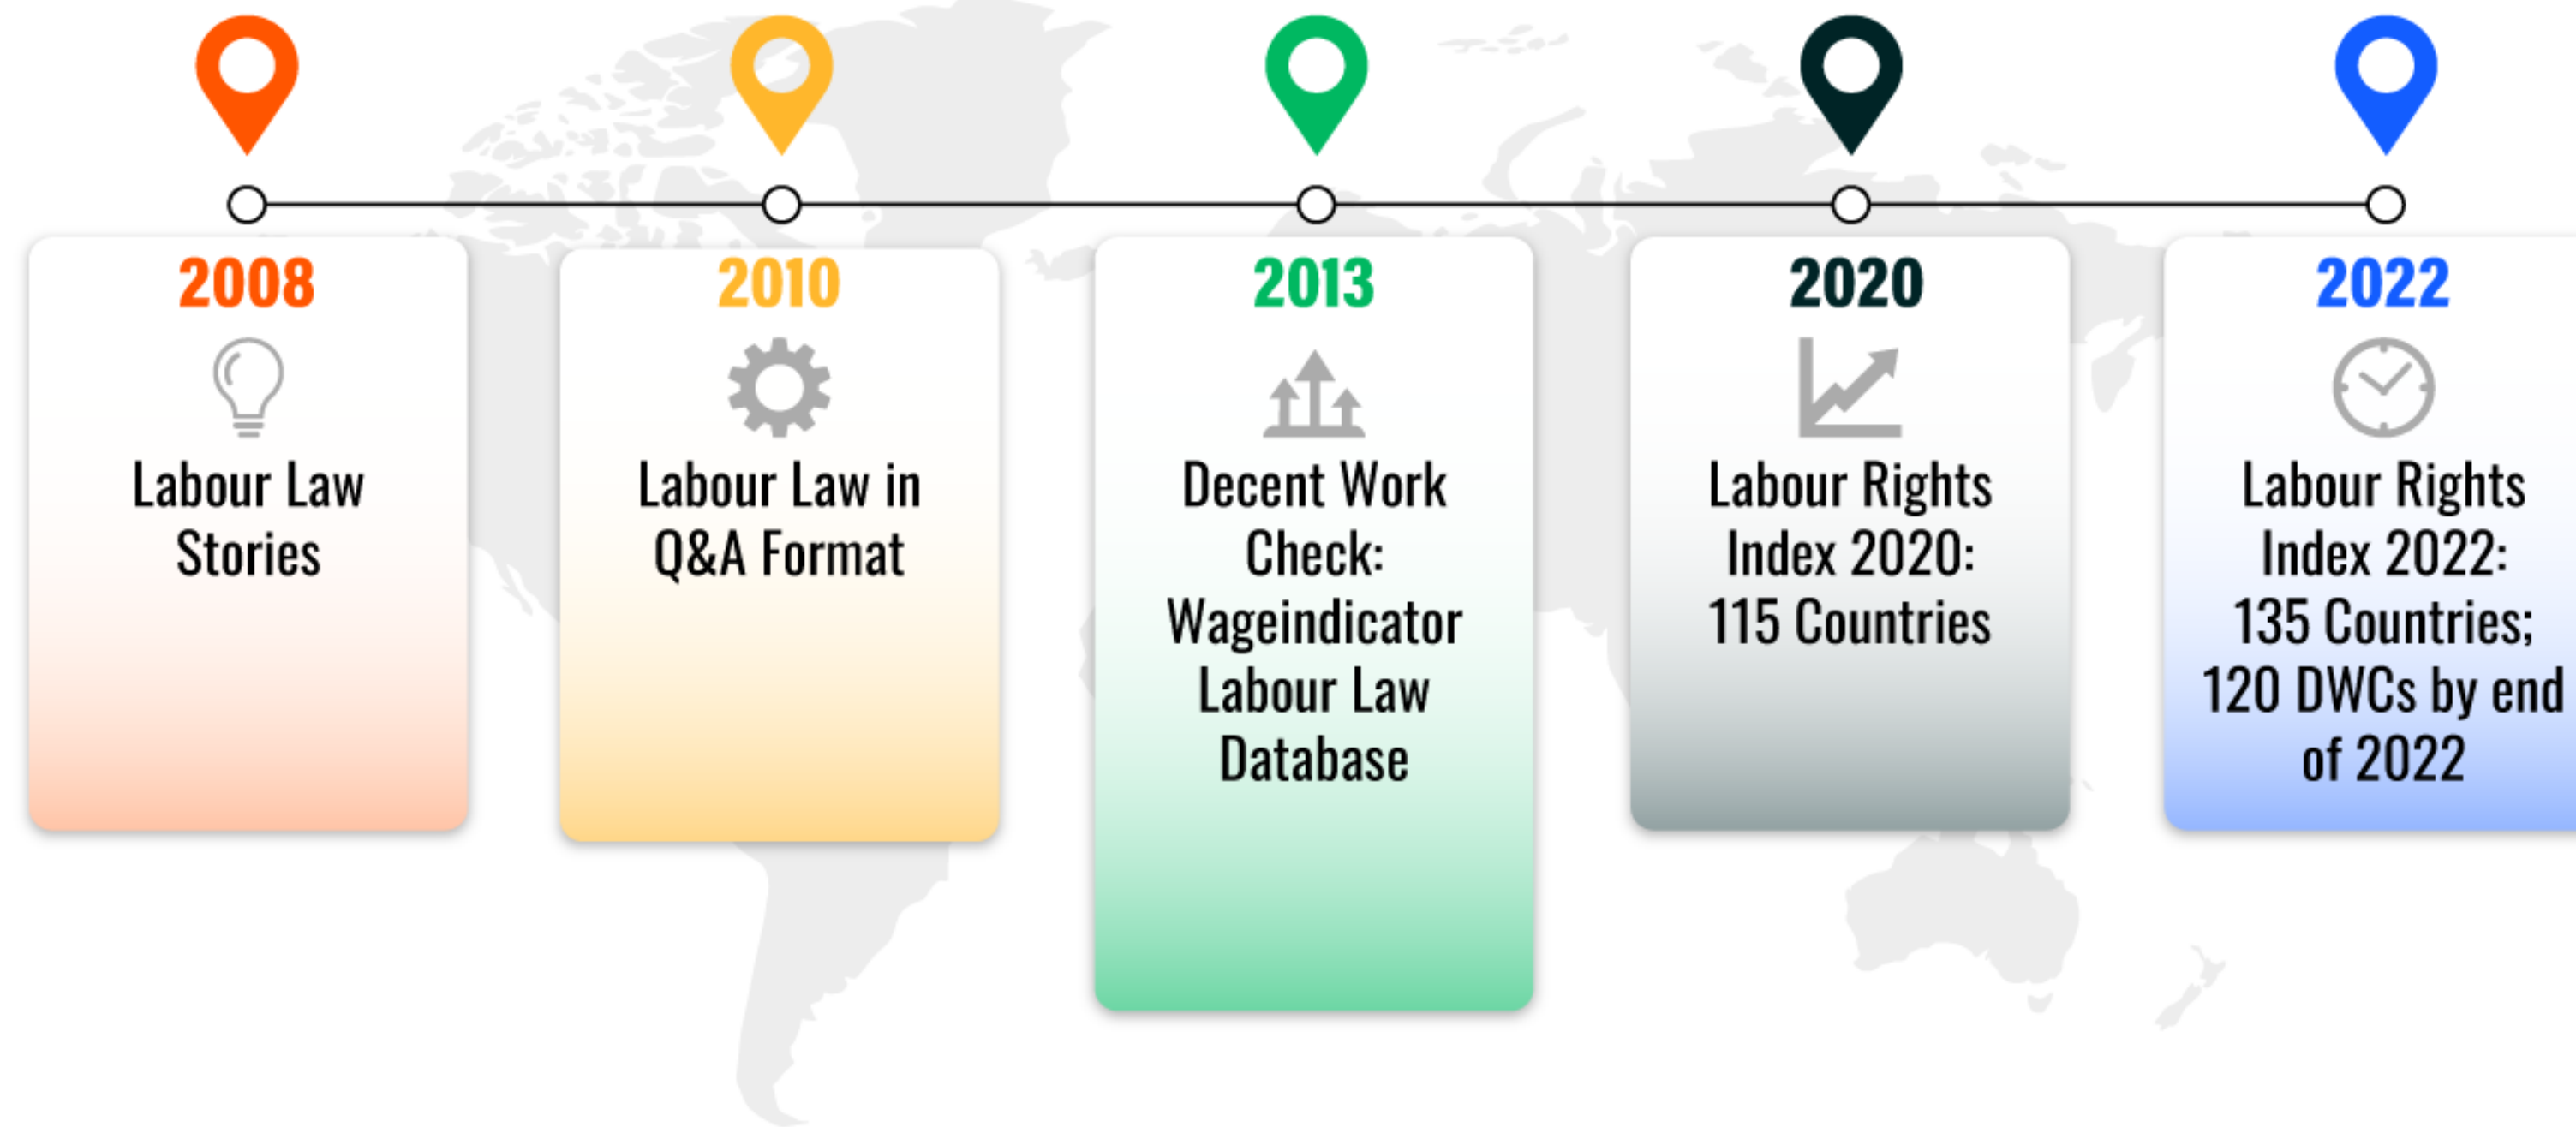 2008
Labour Law
Stories
2010
Labour Law in
Q&A Format
2013
Decent Work
Check:
Wageindicator
Labour Law
Database
2020
Labour Rights
Index 2020:
115 Countries
2022
Labour Rights
Index 2022:
135 Countries;
120 DWCs by end
of 2022